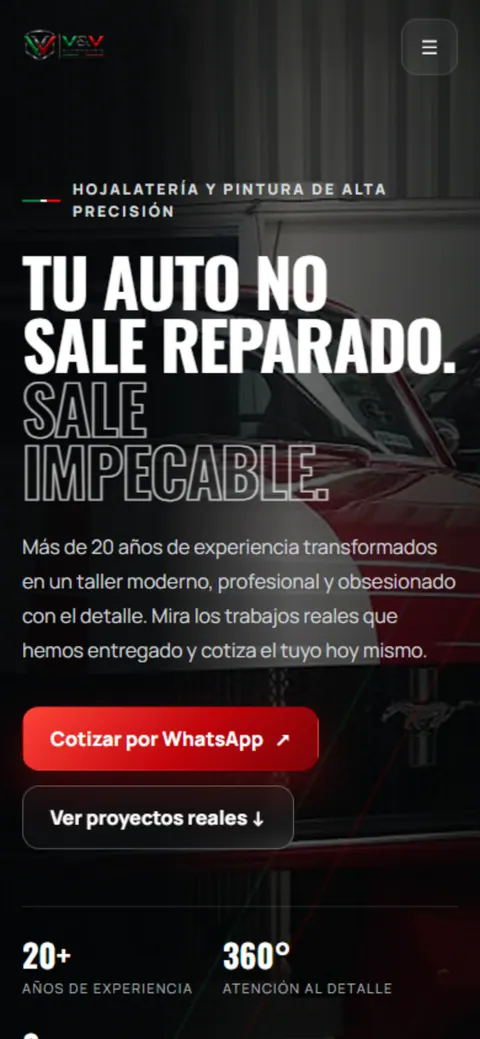 V&V
☰
HOJALATERÍA Y PINTURA DE ALTA
PRECISIÓN
TU AUTO NO
SALE REPARADO.
SALE
IMPECABLE.
Más de 20 años de experiencia transformados
en un taller moderno, profesional y obsesionado
con el detalle. Mira los trabajos reales que
hemos entregado y cotiza el tuyo hoy mismo.
Cotizar por WhatsApp ↗
Ver proyectos reales ↓
20+ 360°
AÑOS DE EXPERIENCIA ATENCIÓN AL DETALLE